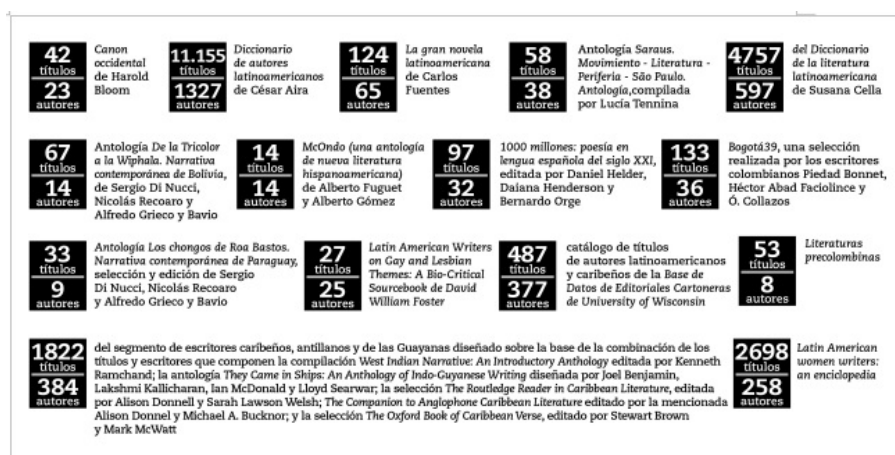 42
títulos
23
autores
Canon
occidental
de Harold
Bloom
11.155
títulos
1327
autores
Diccionario
de autores
latinoamericanos
de César Aira
124
títulos
65
autores
La gran novela
latinoamericana
de Carlos
Fuentes
58
títulos
38
autores
Antología Saraus.
Movimiento - Literatura -
Periferia - São Paulo.
Antología,compilada
por Lucía Tennina
4757
títulos
597
autores
del Diccionario
de la literatura
latinoamericana
de Susana Cella
67
títulos
14
autores
Antología De la Tricolor
a la Wiphala. Narrativa
contemporánea de Bolivia,
de Sergio Di Nucci,
Nicolás Recoaro y
Alfredo Grieco y Bavio
14
títulos
14
autores
McOndo (una antología
de nueva literatura
hispanoamericana)
de Alberto Fuguet
y Alberto Gómez
97
títulos
32
autores
1000 millones: poesía en
lengua española del siglo XXI,
editada por Daniel Helder,
Daiana Henderson y
Bernardo Orge
133
títulos
36
autores
Bogotá39, una selección
realizada por los escritores
colombianos Piedad Bonnet,
Héctor Abad Faciolince y
Ó. Collazos
33
títulos
9
autores
Antología Los chongos de Roa Bastos.
Narrativa contemporánea de Paraguay,
selección y edición de Sergio
Di Nucci, Nicolás Recoaro
y Alfredo Grieco y Bavio
27
títulos
25
autores
Latin American Writers
on Gay and Lesbian
Themes: A Bio-Critical
Sourcebook de David
William Foster
487
títulos
377
autores
catálogo de títulos
de autores latinoamericanos
y caribeños de la Base de
Datos de Editoriales Cartoneras
de University of Wisconsin
53
títulos
8
autores
Literaturas
precolombinas
1822
títulos
384
autores
del segmento de escritores caribeños, antillanos y de las Guayanas diseñado sobre la base de la combinación de los
títulos y escritores que componen la compilación West Indian Narrative: An Introductory Anthology editada por Kenneth
Ramchand; la antología They Came in Ships: An Anthology of Indo-Guyanese Writing diseñada por Joel Benjamin,
Lakshmi Kallicharan, Ian McDonald y Lloyd Searwar; la selección The Routledge Reader in Caribbean Literature, editada
por Alison Donnell y Sarah Lawson Welsh; The Companion to Anglophone Caribbean Literature editado por la mencionada
Alison Donnel y Michael A. Bucknor; y la selección The Oxford Book of Caribbean Verse, editado por Stewart Brown
y Mark McWatt
2698
títulos
258
autores
Latin American
women writers:
an enciclopedia